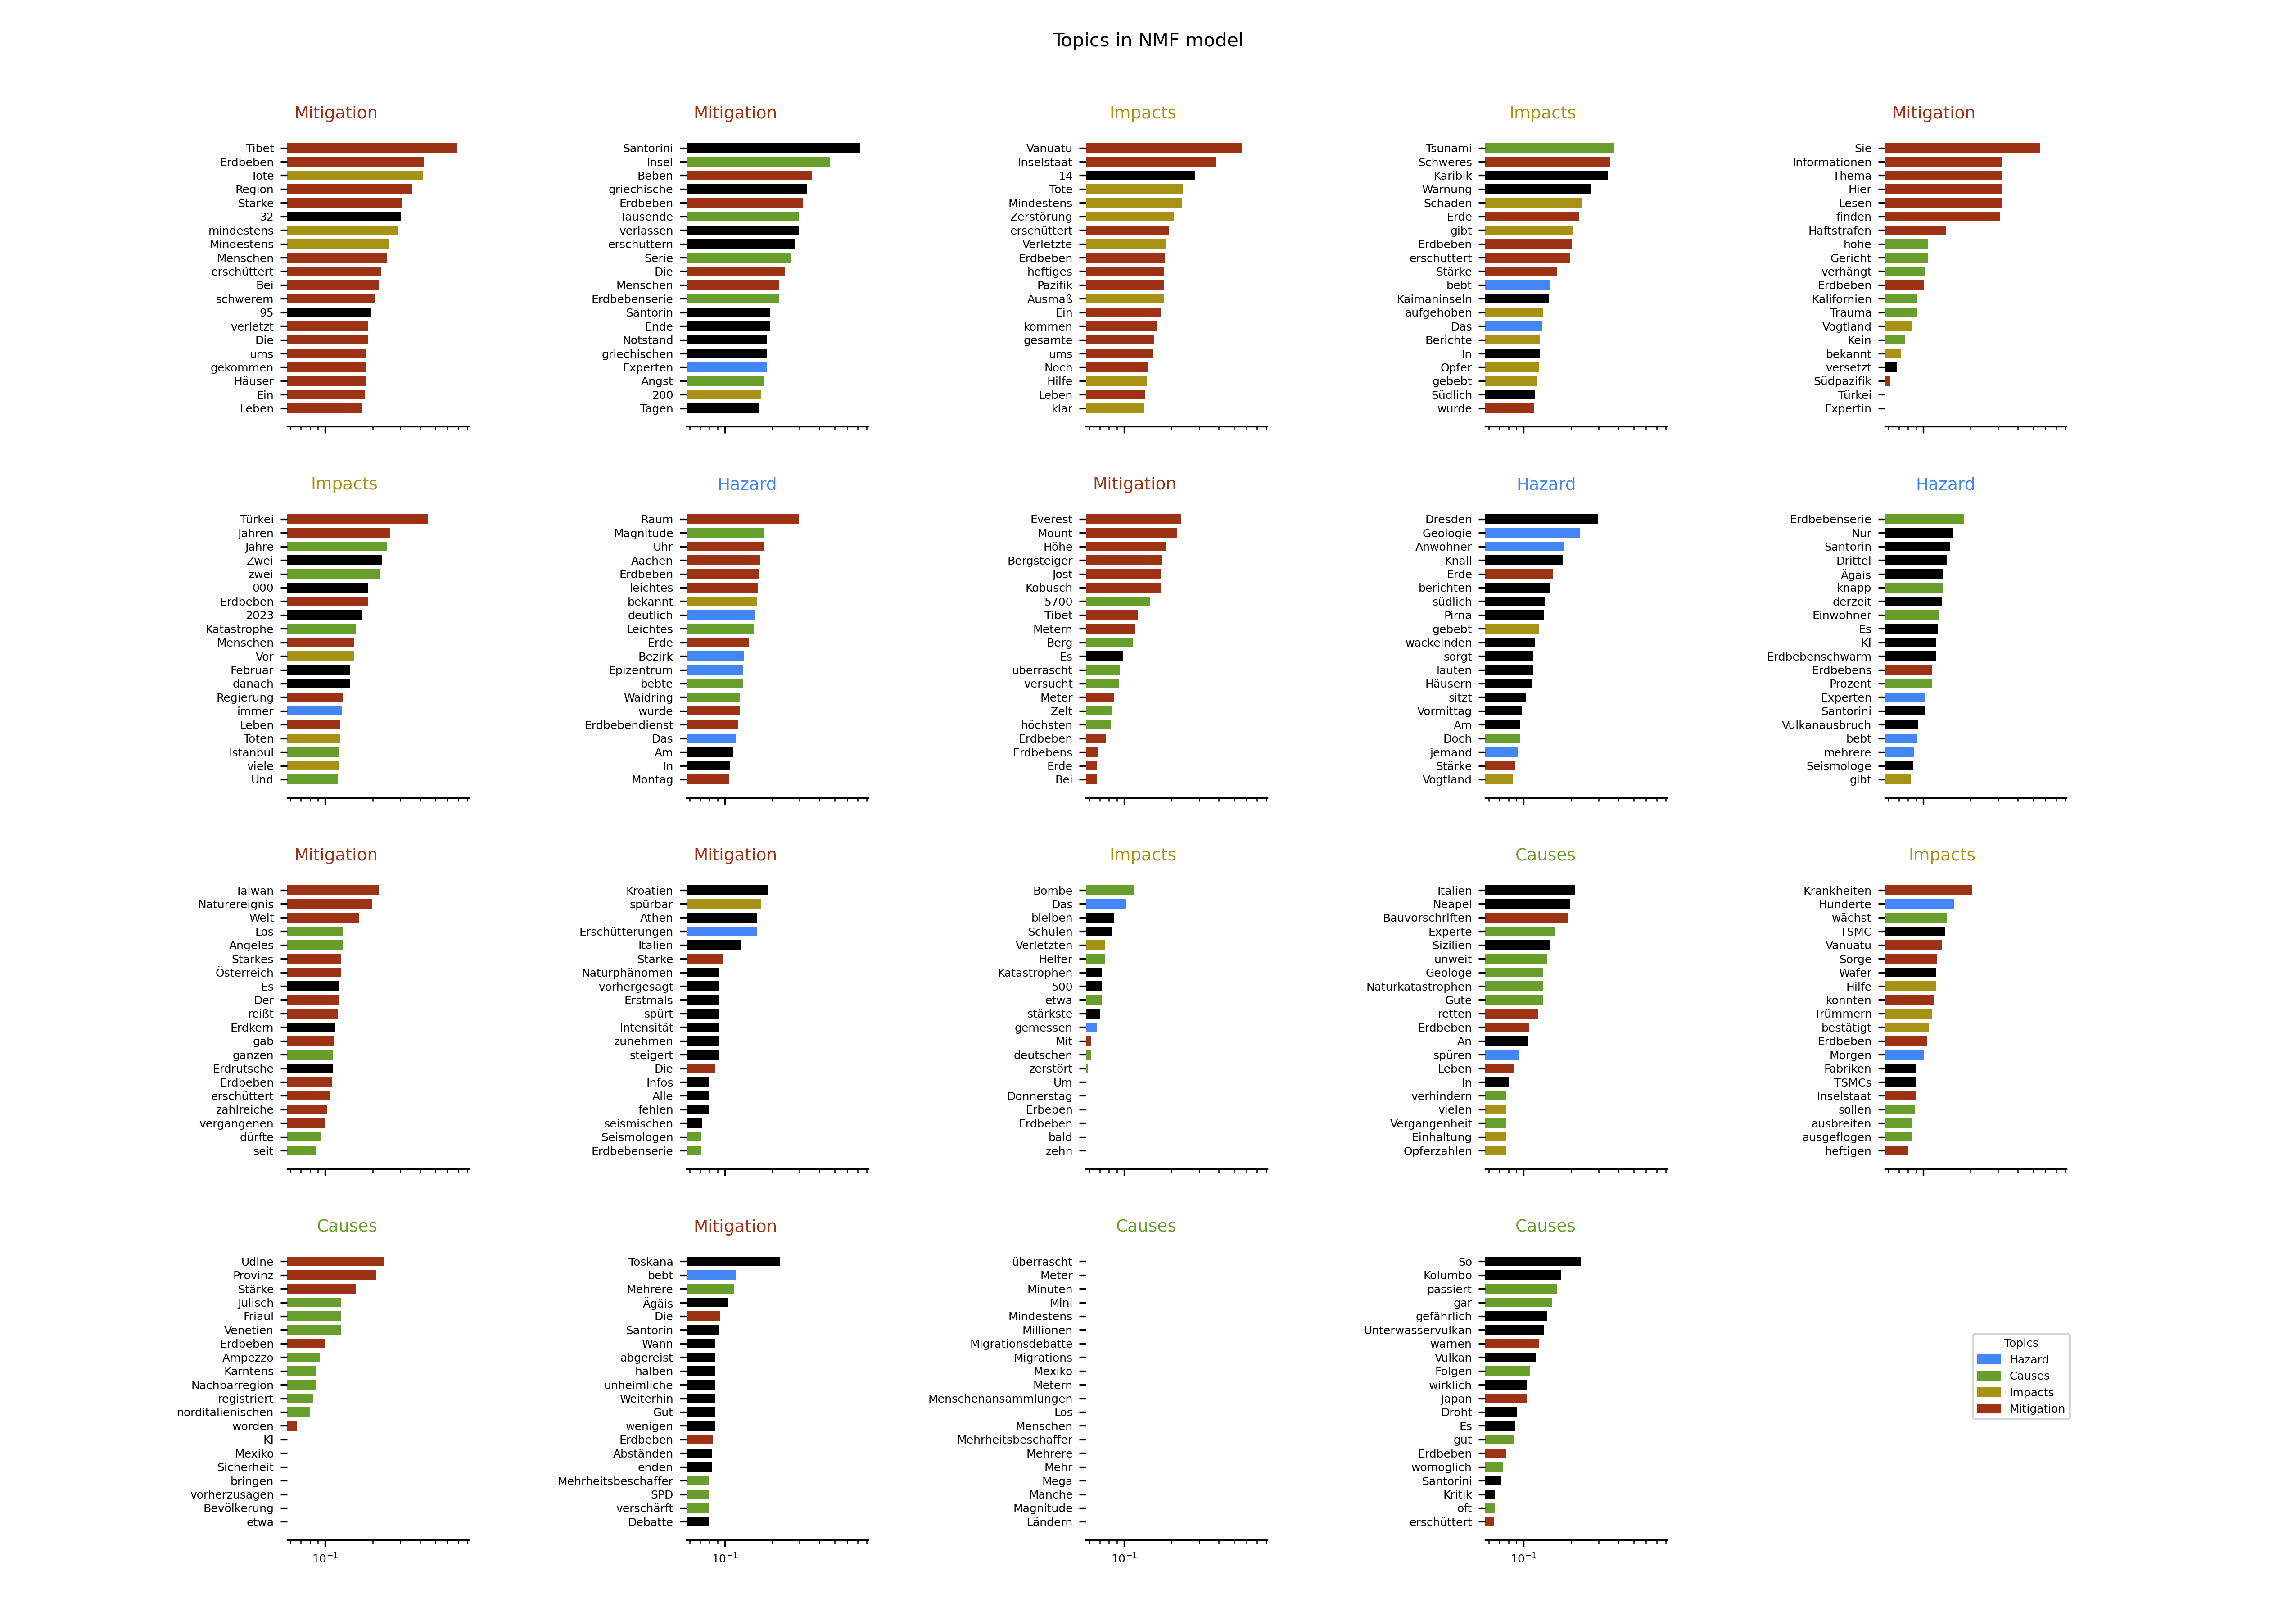 Topics in NMF model
Mitigation
Tibet
Erdbeben
Tote
Region
Stärke
32
mindestens
Mindestens
Menschen
erschüttert
Bei
schwerem
95
verletzt
Die
ums
gekommen
Häuser
Ein
Leben
Mitigation
Santorini
Insel
Beben
griechische
Erdbeben
Tausende
verlassen
erschüttern
Serie
Die
Menschen
Erdbebenserie
Santorin
Ende
Notstand
griechischen
Experten
Angst
200
Tagen
Impacts
Vanuatu
Inselstaat
14
Tote
Mindestens
Zerstörung
erschüttert
Verletzte
Erdbeben
heftiges
Pazifik
Ausmaß
Ein
kommen
gesamte
ums
Noch
Hilfe
Leben
klar
Impacts
Tsunami
Schweres
Karibik
Warnung
Schäden
Erde
gibt
Erdbeben
erschüttert
Stärke
bebt
Kaimaninseln
aufgehoben
Das
Berichte
In
Opfer
gebebt
Südlich
wurde
Mitigation
Sie
Informationen
Thema
Hier
Lesen
finden
Haftstrafen
hohe
Gericht
verhängt
Erdbeben
Kalifornien
Trauma
Vogtland
Kein
bekannt
versetzt
Südpazifik
Türkei
Expertin
Impacts
Türkei
Jahren
Jahre
Zwei
zwei
000
Erdbeben
2023
Katastrophe
Menschen
Vor
Februar
danach
Regierung
immer
Leben
Toten
Istanbul
viele
Und
Hazard
Raum
Magnitude
Uhr
Aachen
Erdbeben
leichtes
bekannt
deutlich
Leichtes
Erde
Bezirk
Epizentrum
bebte
Waidring
wurde
Erdbebendienst
Das
Am
In
Montag
Mitigation
Everest
Mount
Höhe
Bergsteiger
Jost
Kobusch
5700
Tibet
Metern
Berg
Es
überrascht
versucht
Meter
Zelt
höchsten
Erdbeben
Erdbebens
Erde
Bei
Hazard
Dresden
Geologie
Anwohner
Knall
Erde
berichten
südlich
Pirna
gebebt
wackelnden
sorgt
lauten
Häusern
sitzt
Vormittag
Am
Doch
jemand
Stärke
Vogtland
Hazard
Erdbebenserie
Nur
Santorin
Drittel
Ägäis
knapp
derzeit
Einwohner
Es
KI
Erdbebenschwarm
Erdbebens
Prozent
Experten
Santorini
Vulkanausbruch
bebt
mehrere
Seismologe
gibt
Mitigation
Taiwan
Naturereignis
Welt
Los
Angeles
Starkes
Österreich
Es
Der
reißt
Erdkern
gab
ganzen
Erdrutsche
Erdbeben
erschüttert
zahlreiche
vergangenen
dürfte
seit
Mitigation
Kroatien
spürbar
Athen
Erschütterungen
Italien
Stärke
Naturphänomen
vorhergesagt
Erstmals
spürt
Intensität
zunehmen
steigert
Die
Infos
Alle
fehlen
seismischen
Seismologen
Erdbebenserie
Impacts
Bombe
Das
bleiben
Schulen
Verletzten
Helfer
Katastrophen
500
etwa
stärkste
gemessen
Mit
deutschen
zerstört
Um
Donnerstag
Erbeben
Erdbeben
bald
zehn
Causes
Italien
Neapel
Bauvorschriften
Experte
Sizilien
unweit
Geologe
Naturkatastrophen
Gute
retten
Erdbeben
An
spüren
Leben
In
verhindern
vielen
Vergangenheit
Einhaltung
Opferzahlen
Impacts
Krankheiten
Hunderte
wächst
TSMC
Vanuatu
Sorge
Wafer
Hilfe
könnten
Trümmern
bestätigt
Erdbeben
Morgen
Fabriken
TSMCs
Inselstaat
sollen
ausbreiten
ausgeflogen
heftigen
Causes
Udine
Provinz
Stärke
Julisch
Friaul
Venetien
Erdbeben
Ampezzo
Kärntens
Nachbarregion
registriert
norditalienischen
worden
KI
Mexiko
Sicherheit
bringen
vorherzusagen
Bevölkerung
etwa
10⁻¹
Mitigation
Toskana
bebt
Mehrere
Ägäis
Die
Santorin
Wann
abgereist
halben
unheimliche
Weiterhin
Gut
wenigen
Erdbeben
Abständen
enden
Mehrheitsbeschaffer
SPD
verschärft
Debatte
10⁻¹
Causes
überrascht
Meter
Minuten
Mini
Mindestens
Millionen
Migrationsdebatte
Migrations
Mexiko
Metern
Menschenansammlungen
Los
Menschen
Mehrheitsbeschaffer
Mehrere
Mehr
Mega
Manche
Magnitude
Ländern
10⁻¹
Causes
So
Kolumbo
passiert
gar
gefährlich
Unterwasservulkan
warnen
Vulkan
Folgen
wirklich
Japan
Droht
Es
gut
Erdbeben
womöglich
Santorini
Kritik
oft
erschüttert
10⁻¹
Topics
Hazard
Causes
Impacts
Mitigation